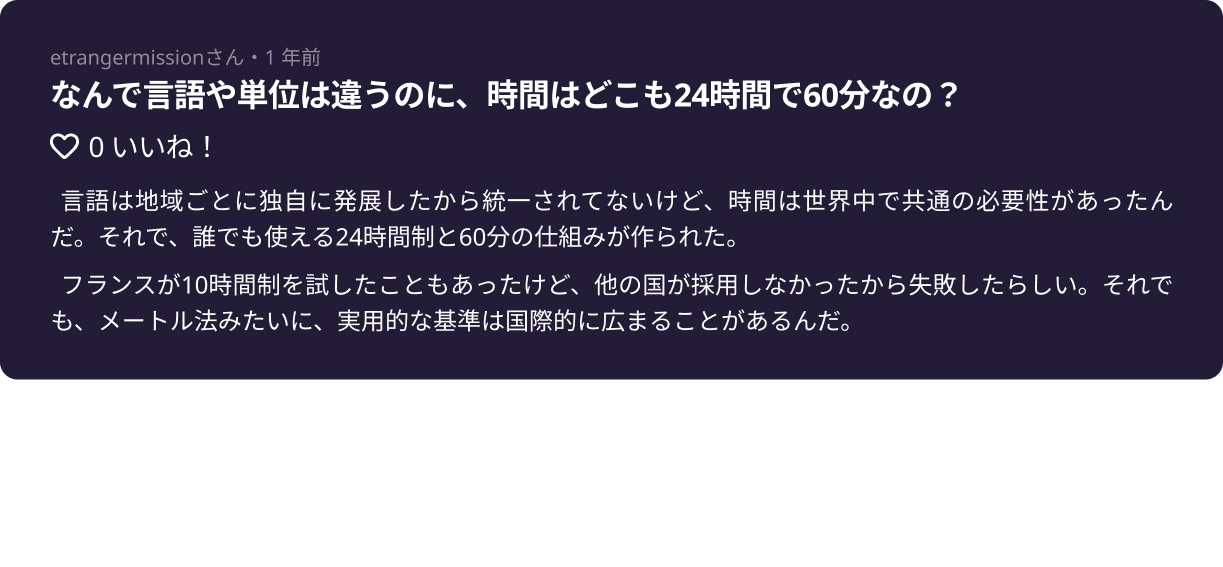 etrangermissionさん・1 年前
なんで言語や単位は違うのに、時間はどこも24時間で60分なの？
0 いいね！
言語は地域ごとに独自に発展したから統一されてないけど、時間は世界中で共通の必要性があったん
だ。それで、誰でも使える24時間制と60分の仕組みが作られた。
フランスが10時間制を試したこともあったけど、他の国が採用しなかったから失敗したらしい。それで
も、メートル法みたいに、実用的な基準は国際的に広まることがあるんだ。